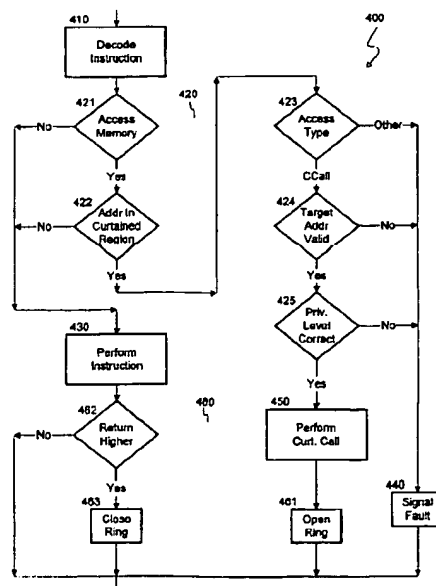 410
Decode
Instruction
400
421
Access
Memory
No
420
Yes
422
Addr In
Curtained
Region
No
Yes
423
Access
Type
Other
CCall
424
Target
Addr
Valid
No
Yes
425
Priv.
Level
Correct
No
Yes
430
Perform
Instruction
462
Return
Higher
No
460
Yes
463
Close
Ring
450
Perform
Curt. Call
461
Open
Ring
440
Signal
Fault